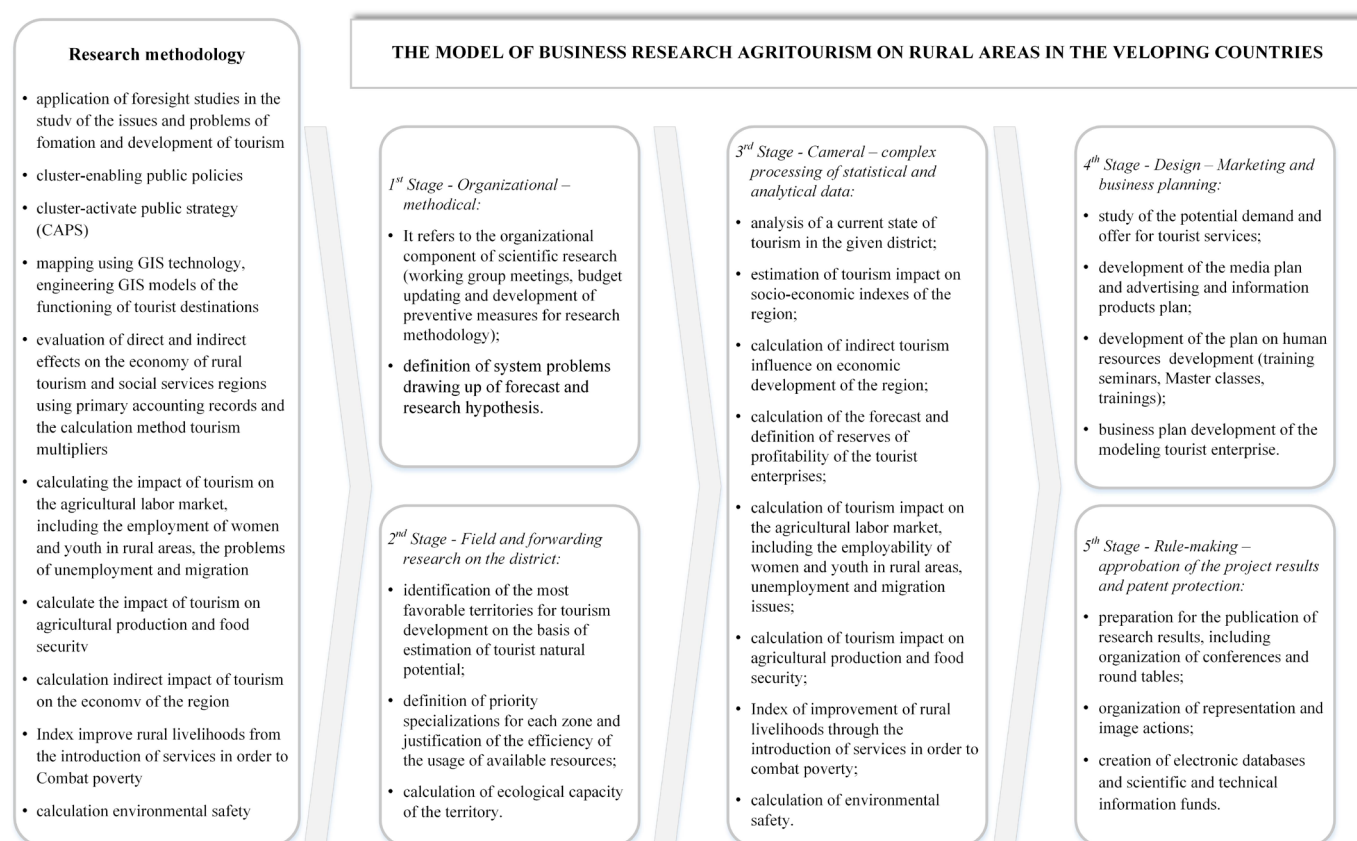 Research methodology
• application of foresight studies in the
studv of the issues and problems of
fomation and development of tourism
• cluster-enabling public policies
• cluster-activate public strategy
(CAPS)
• mapping using GIS technology,
engineering GIS models of the
functioning of tourist destinations
• evaluation of direct and indirect
effects on the economy of rural
tourism and social services regions
using primary accounting records and
the calculation method tourism
multipliers
• calculating the impact of tourism on
the agricultural labor market,
including the employment of women
and youth in rural areas, the problems
of unemployment and migration
• calculate the impact of tourism on
agricultural production and food
securitv
• calculation indirect impact of tourism
on the economv of the region
• Index improve rural livelihoods from
the introduction of services in order to
Combat poverty
• calculation environmental safety
THE MODEL OF BUSINESS RESEARCH AGRITOURISM ON RURAL AREAS IN THE VELOPING COUNTRIES
1st Stage - Organizational –
methodical:
• It refers to the organizational
component of scientific research
(working group meetings, budget
updating and development of
preventive measures for research
methodology);
• definition of system problems
drawing up of forecast and
research hypothesis.
2nd Stage - Field and forwarding
research on the district:
• identification of the most
favorable territories for tourism
development on the basis of
estimation of tourist natural
potential;
• definition of priority
specializations for each zone and
justification of the efficiency of
the usage of available resources;
• calculation of ecological capacity
of the territory.
3rd Stage - Cameral – complex
processing of statistical and
analytical data:
• analysis of a current state of
tourism in the given district;
• estimation of tourism impact on
socio-economic indexes of the
region;
• calculation of indirect tourism
influence on economic
development of the region;
• calculation of the forecast and
definition of reserves of
profitability of the tourist
enterprises;
• calculation of tourism impact on
the agricultural labor market,
including the employability of
women and youth in rural areas,
unemployment and migration
issues;
• calculation of tourism impact on
agricultural production and food
security;
• Index of improvement of rural
livelihoods through the
introduction of services in order to
combat poverty;
• calculation of environmental
safety.
4th Stage - Design – Marketing and
business planning:
• study of the potential demand and
offer for tourist services;
• development of the media plan
and advertising and information
products plan;
• development of the plan on human
resources development (training
seminars, Master classes,
trainings);
• business plan development of the
modeling tourist enterprise.
5th Stage - Rule-making –
approbation of the project results
and patent protection:
• preparation for the publication of
research results, including
organization of conferences and
round tables;
• organization of representation and
image actions;
• creation of electronic databases
and scientific and technical
information funds.